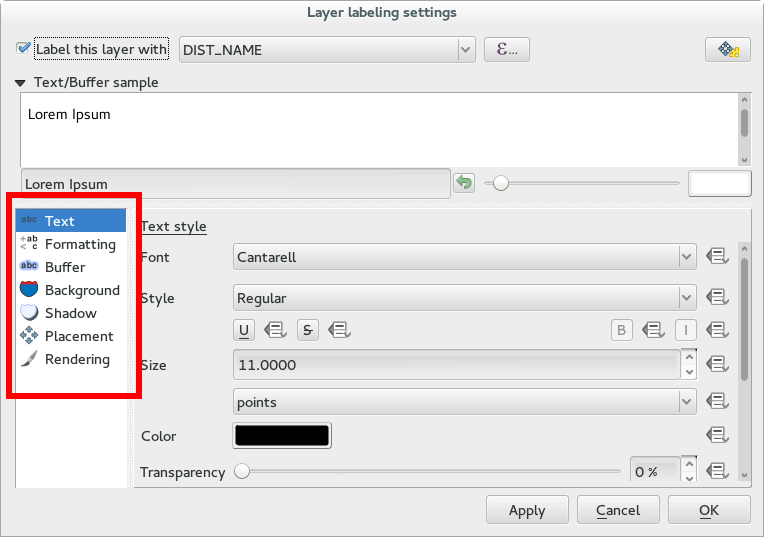 Layer labeling settings
Label this layer with DIST_NAME ε...
Text/Buffer sample
Lorem Ipsum
Lorem Ipsum
abc Text
+ab < c Formatting
abc Buffer
Background
Shadow
Placement
Rendering
Text style
Font Cantarell
Style Regular
U S B I
Size 11.0000
points
Color
Transparency 0 %
Apply Cancel OK